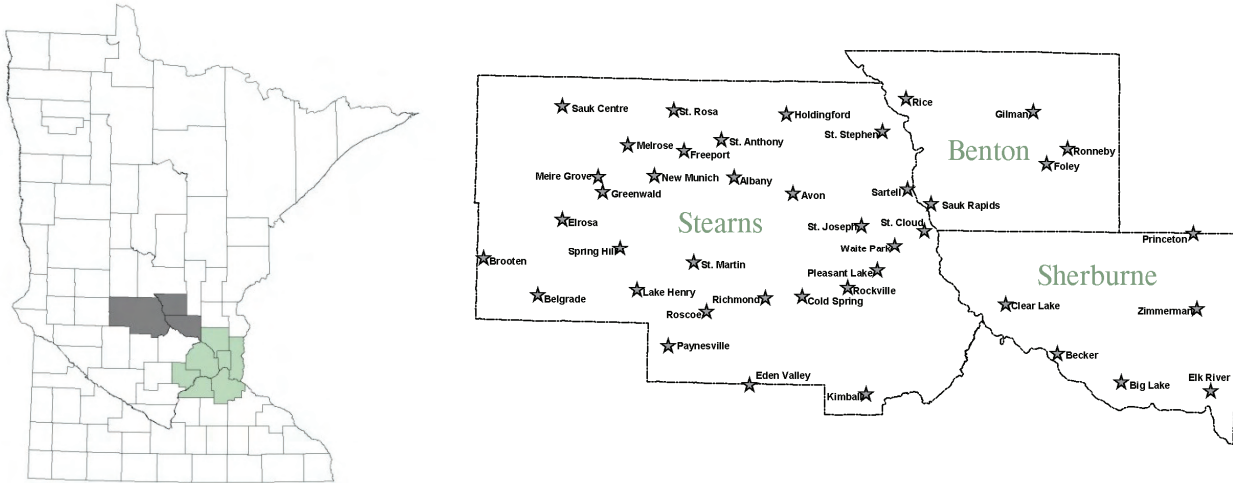 Sauk Centre
St. Rosa
Holdingford
Rice
Gilman
St. Stephen
Melrose
Freeport
St. Anthony
Benton
Ronneby
Foley
Meire Grove
New Munich
Albany
Greenwald
Avon
Sartell
Sauk Rapids
Elrosa
Stearns
St. Joseph
St. Cloud
Princeton
Spring Hill
Waite Park
Brooten
St. Martin
Pleasant Lake
Sherburne
Belgrade
Lake Henry
Richmond
Cold Spring
Rockville
Clear Lake
Zimmerman
Roscoe
Paynesville
Becker
Eden Valley
Kimball
Big Lake
Elk River